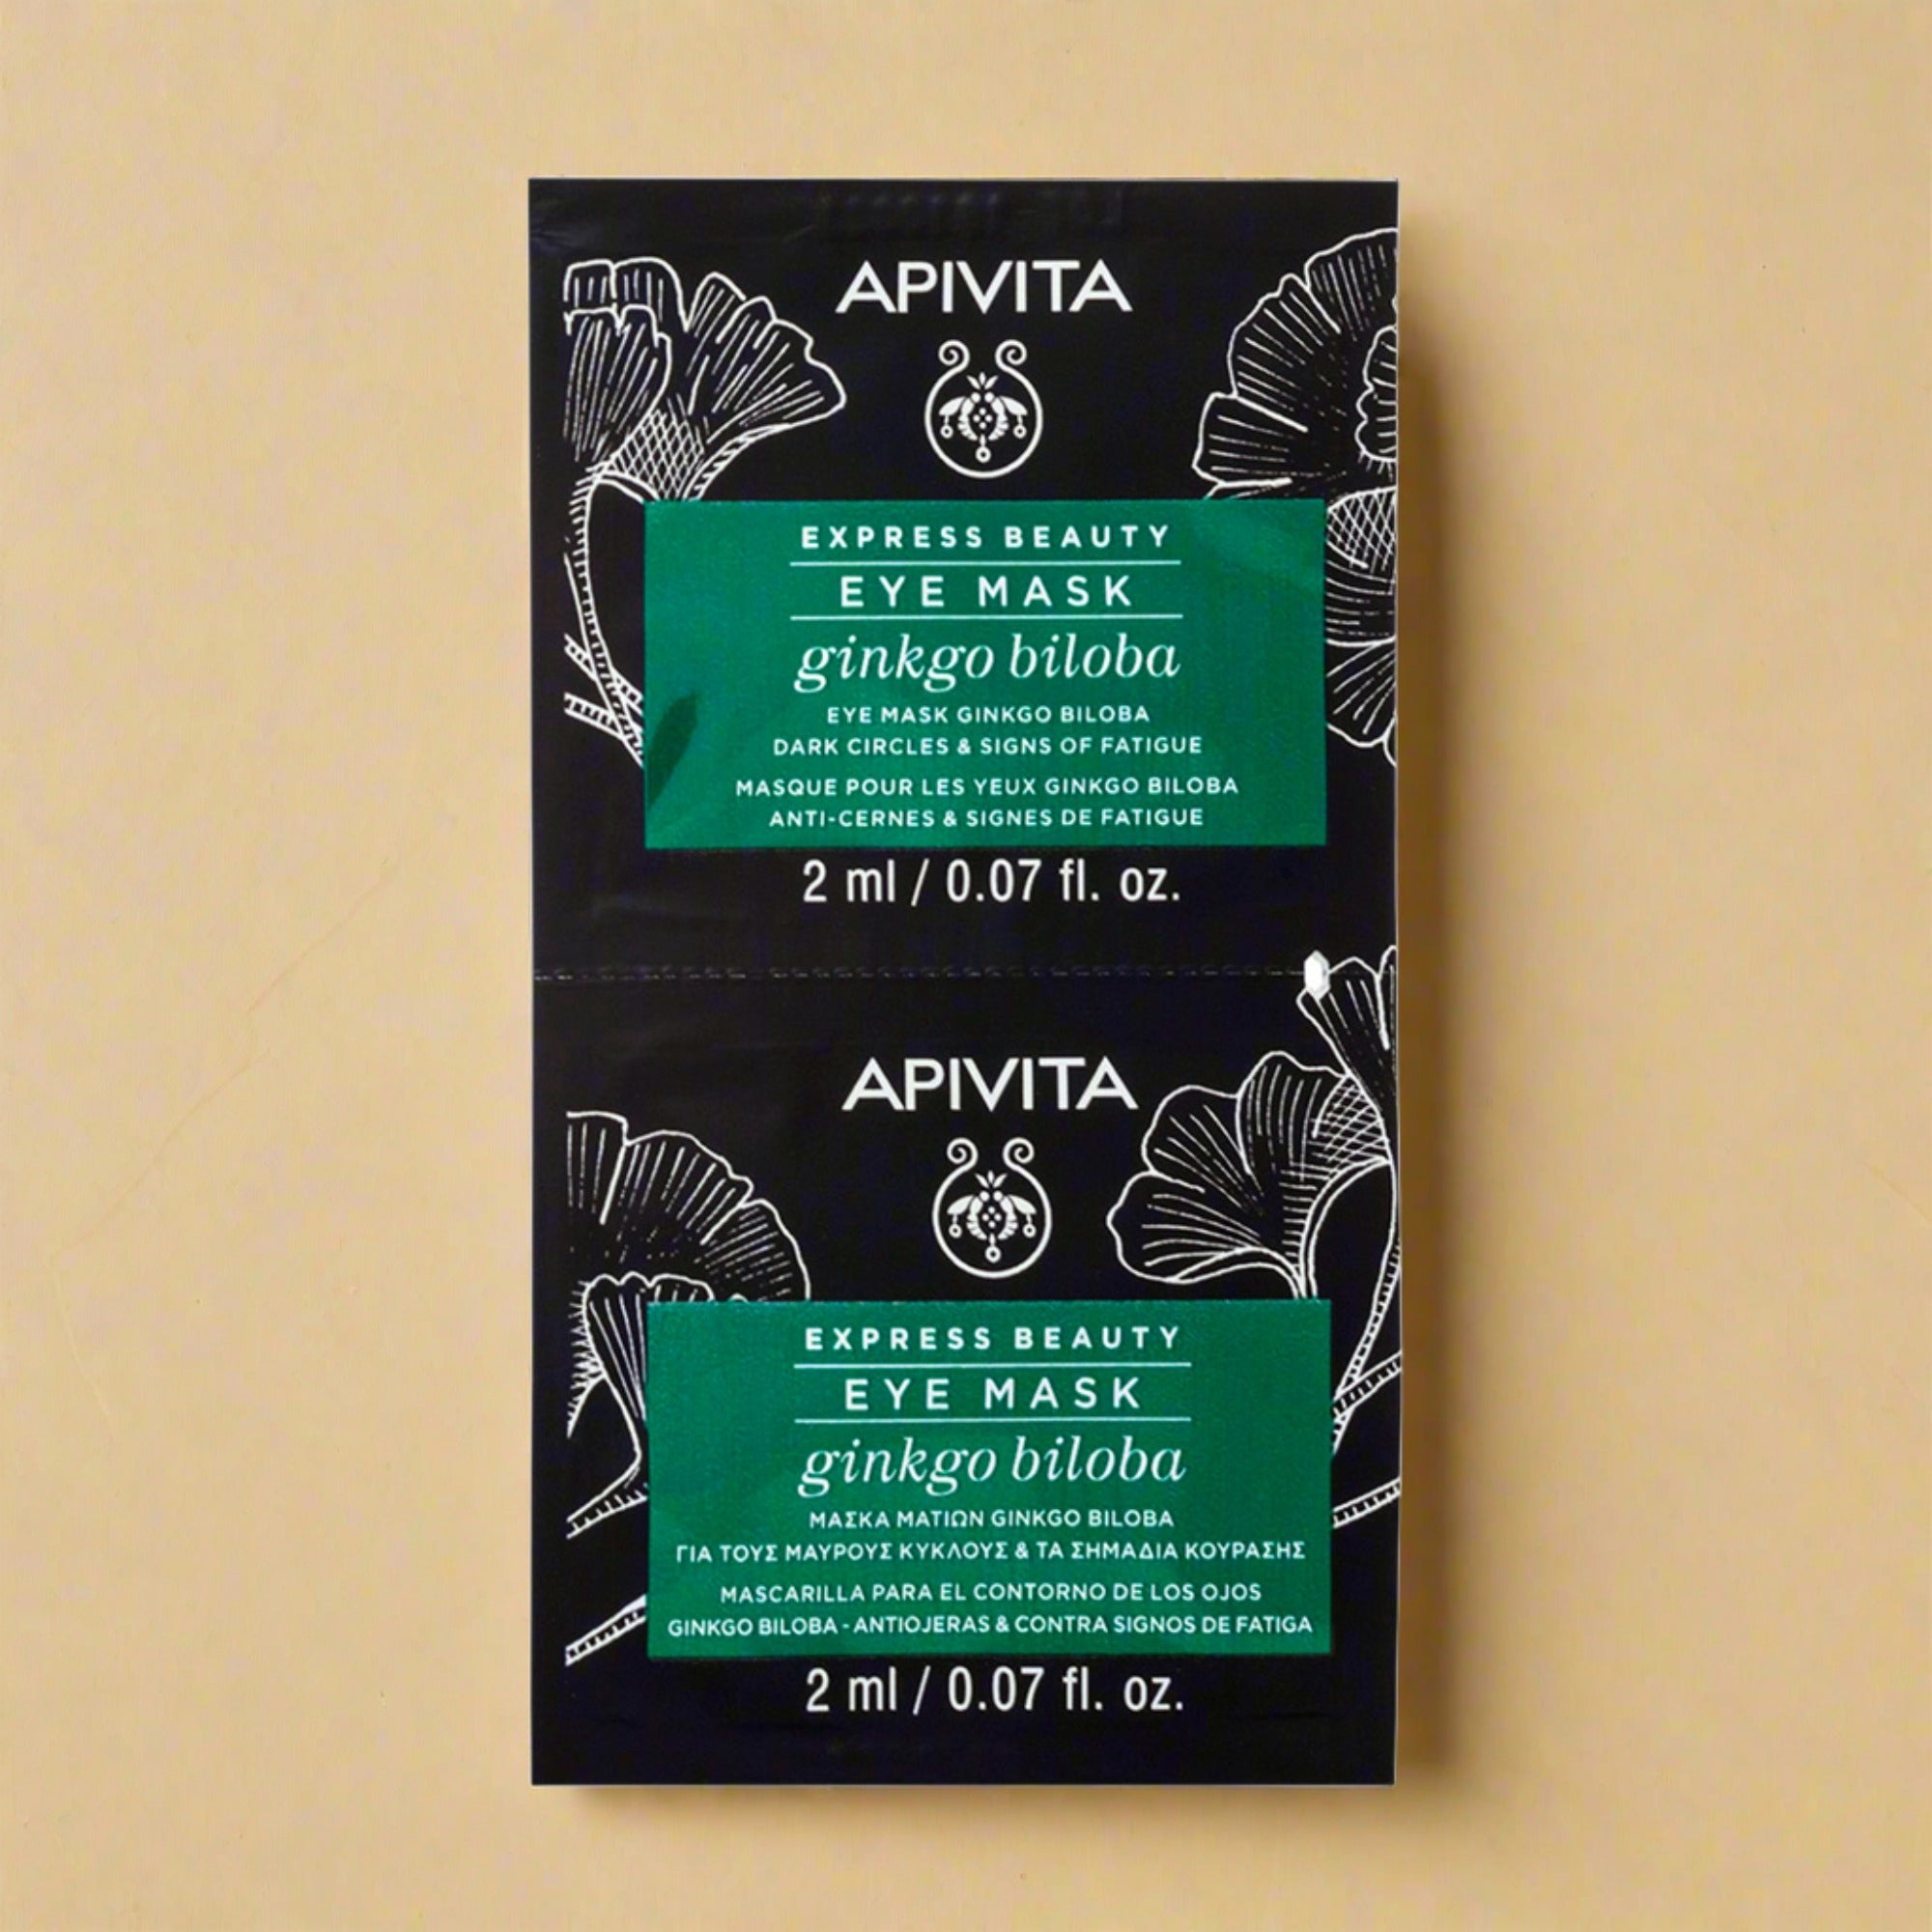 APIVITA
EXPRESS BEAUTY
EYE MASK
ginkgo biloba
EYE MASK GINKGO BILOBA
DARK CIRCLES & SIGNS OF FATIGUE
MASQUE POUR LES YEUX GINKGO BILOBA
ANTI-CERNES & SIGNES DE FATIGUE
2 ml / 0.07 fl. oz.
APIVITA
EXPRESS BEAUTY
EYE MASK
ginkgo biloba
ΜΑΣΚΑ ΜΑΤΙΩΝ GINKGO BILOBA
ΓΙΑ ΤΟΥΣ ΜΑΥΡΟΥΣ ΚΥΚΛΟΥΣ & ΤΑ ΣΗΜΑΔΙΑ ΚΟΥΡΑΣΗΣ
MASCARILLA PARA EL CONTORNO DE LOS OJOS
GINKGO BILOBA - ANTIOJERAS & CONTRA SIGNOS DE FATIGA
2 ml / 0.07 fl. oz.